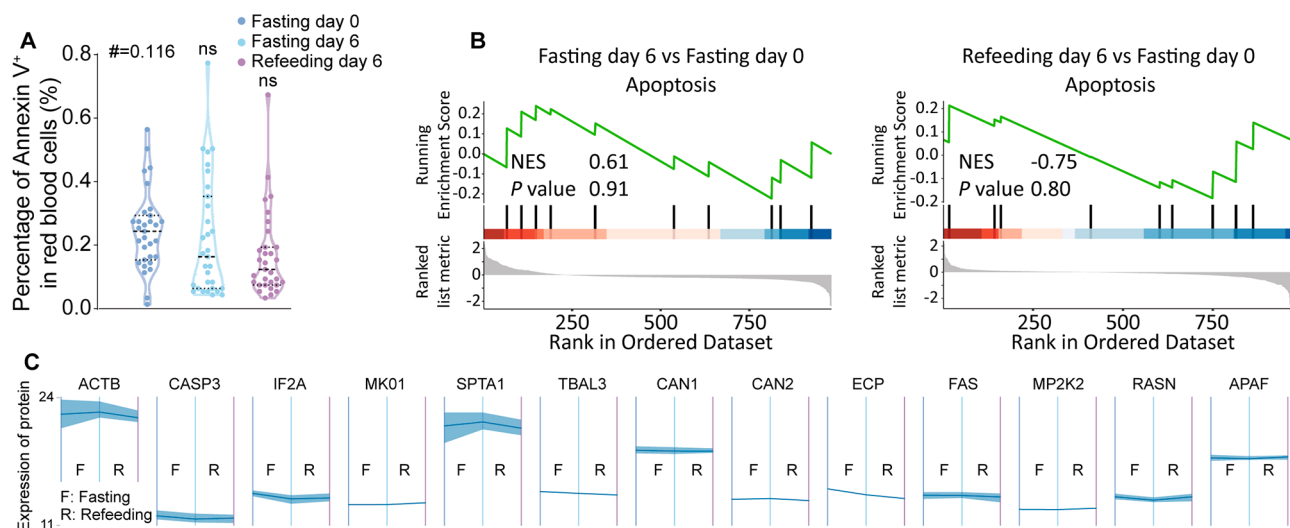 A
Percentage of Annexin V+
in red blood cells (%)
0.8
0.6
0.4
0.2
0.0
#=0.116
ns
ns
Fasting day 0
Fasting day 6
Refeeding day 6
B
Fasting day 6 vs Fasting day 0
Apoptosis
Running
Enrichment Score
0.2
0.1
0.0
-0.1
-0.2
NES 0.61
P value 0.91
Ranked
list metric
2
0
-2
250 500 750
Rank in Ordered Dataset
Refeeding day 6 vs Fasting day 0
Apoptosis
Running
Enrichment Score
0.2
0.1
0.0
-0.1
-0.2
NES -0.75
P value 0.80
Ranked
list metric
2
0
-2
250 500 750
Rank in Ordered Dataset
C
Expression of protein
24
11
ACTB CASP3 IF2A MK01 SPTA1 TBAL3 CAN1 CAN2 ECP FAS MP2K2 RASN APAF
F R F R F R F R F R F R F R F R F R F R F R F R F R
F: Fasting
R: Refeeding